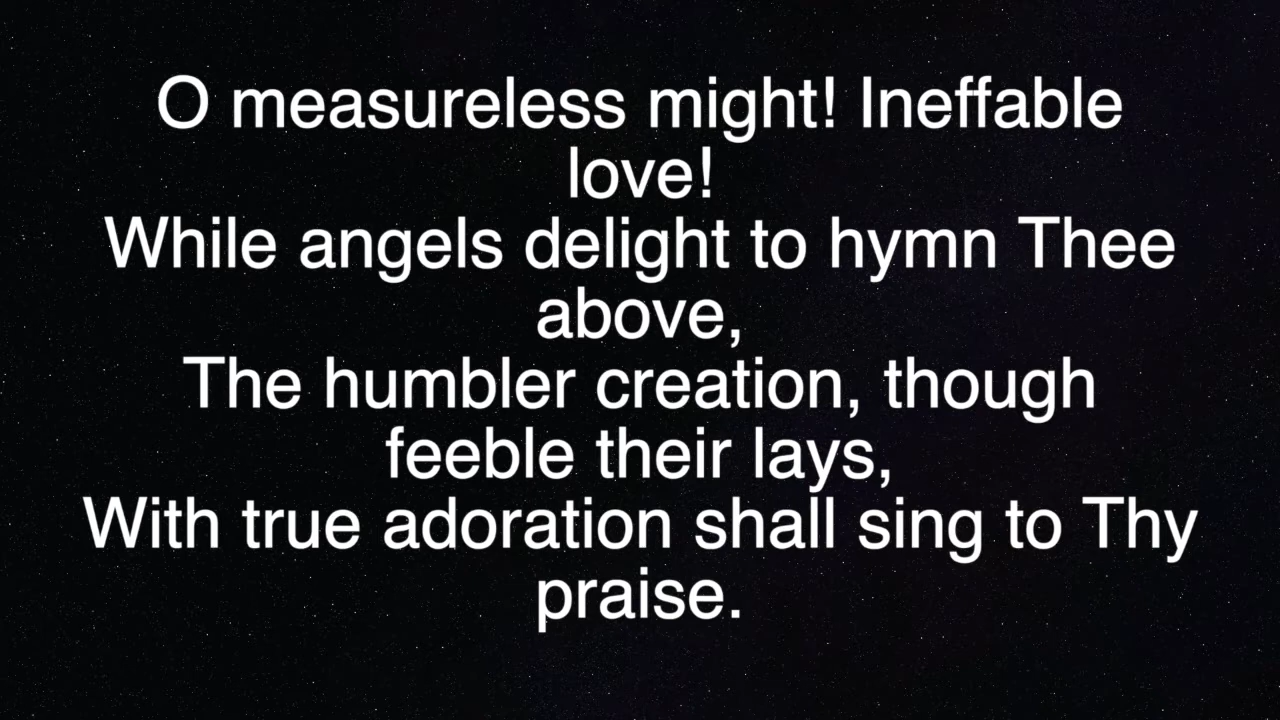 O measureless might! Ineffable
love!
While angels delight to hymn Thee
above,
The humbler creation, though
feeble their lays,
With true adoration shall sing to Thy
praise.